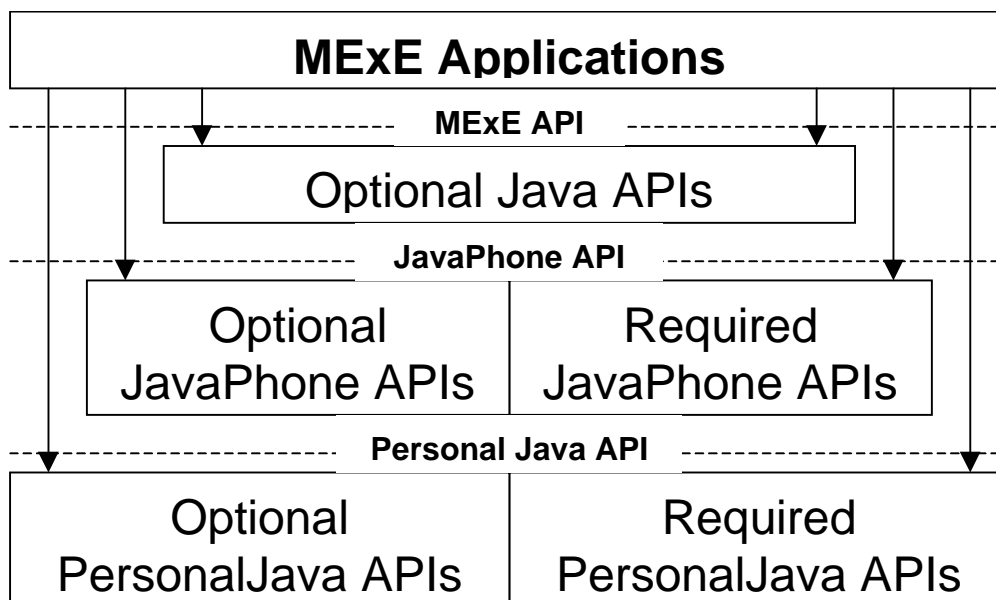 MExE Applications
MExE API
Optional Java APIs
JavaPhone API
Optional
JavaPhone APIs
Required
JavaPhone APIs
Personal Java API
Optional
PersonalJava APIs
Required
PersonalJava APIs